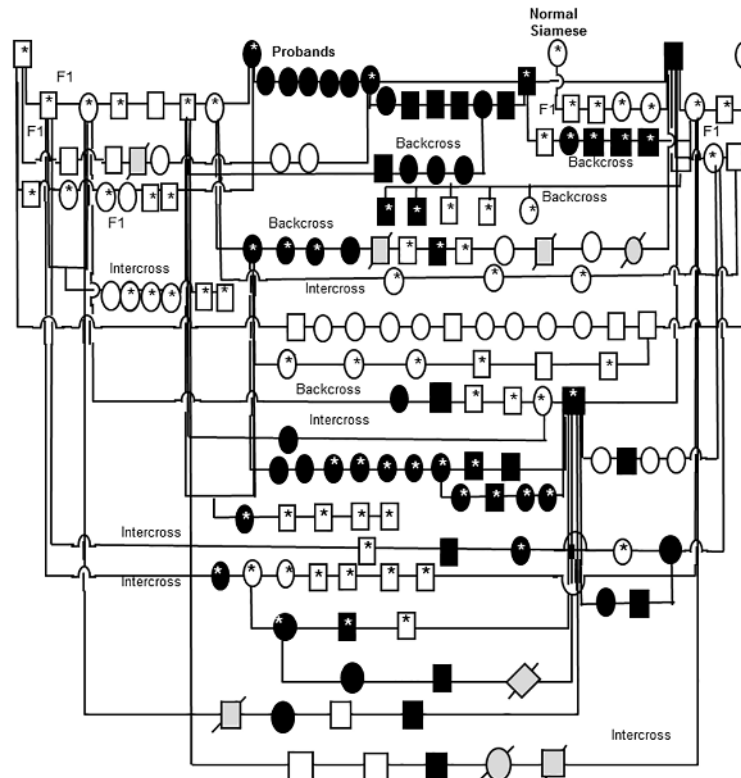 Normal
Siamese
Probands
F1
F1
F1
F1
Backcross
Backcross
Backcross
F1
Backcross
Intercross
Intercross
Backcross
Intercross
Intercross
Intercross
Intercross